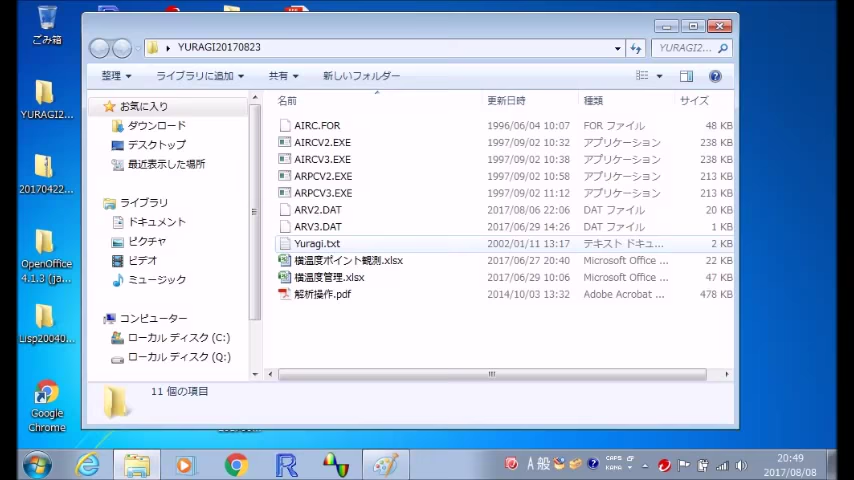 ごみ箱
YURAGI2...
20170422...
OpenOffice
4.1.3 (ja...
Lisp20040...
Google
Chrome
YURAGI20170823
YURAGI2...
整理
ライブラリに追加
共有
新しいフォルダー
お気に入り
ダウンロード
デスクトップ
最近表示した場所
ライブラリ
ドキュメント
ピクチャ
ビデオ
ミュージック
コンピューター
ローカル ディスク (C:)
ローカル ディスク (Q:)
名前 更新日時 種類 サイズ
AIRC.FOR 1996/06/04 10:07 FOR ファイル 48 KB
AIRCV2.EXE 1997/09/02 10:32 アプリケーション 238 KB
AIRCV3.EXE 1997/09/02 10:38 アプリケーション 238 KB
ARPCV2.EXE 1997/09/02 10:58 アプリケーション 213 KB
ARPCV3.EXE 1997/09/02 11:12 アプリケーション 213 KB
ARV2.DAT 2017/08/06 22:06 DAT ファイル 20 KB
ARV3.DAT 2017/06/29 14:26 DAT ファイル 1 KB
Yuragi.txt 2002/01/11 13:17 テキスト ドキュ... 2 KB
横温度ポイント観測.xlsx 2017/06/27 20:40 Microsoft Office ... 22 KB
横温度管理.xlsx 2017/06/29 10:06 Microsoft Office ... 47 KB
解析操作.pdf 2014/10/03 13:32 Adobe Acrobat ... 478 KB
11 個の項目
A 般
CAPS
KANA
20:49
2017/08/08